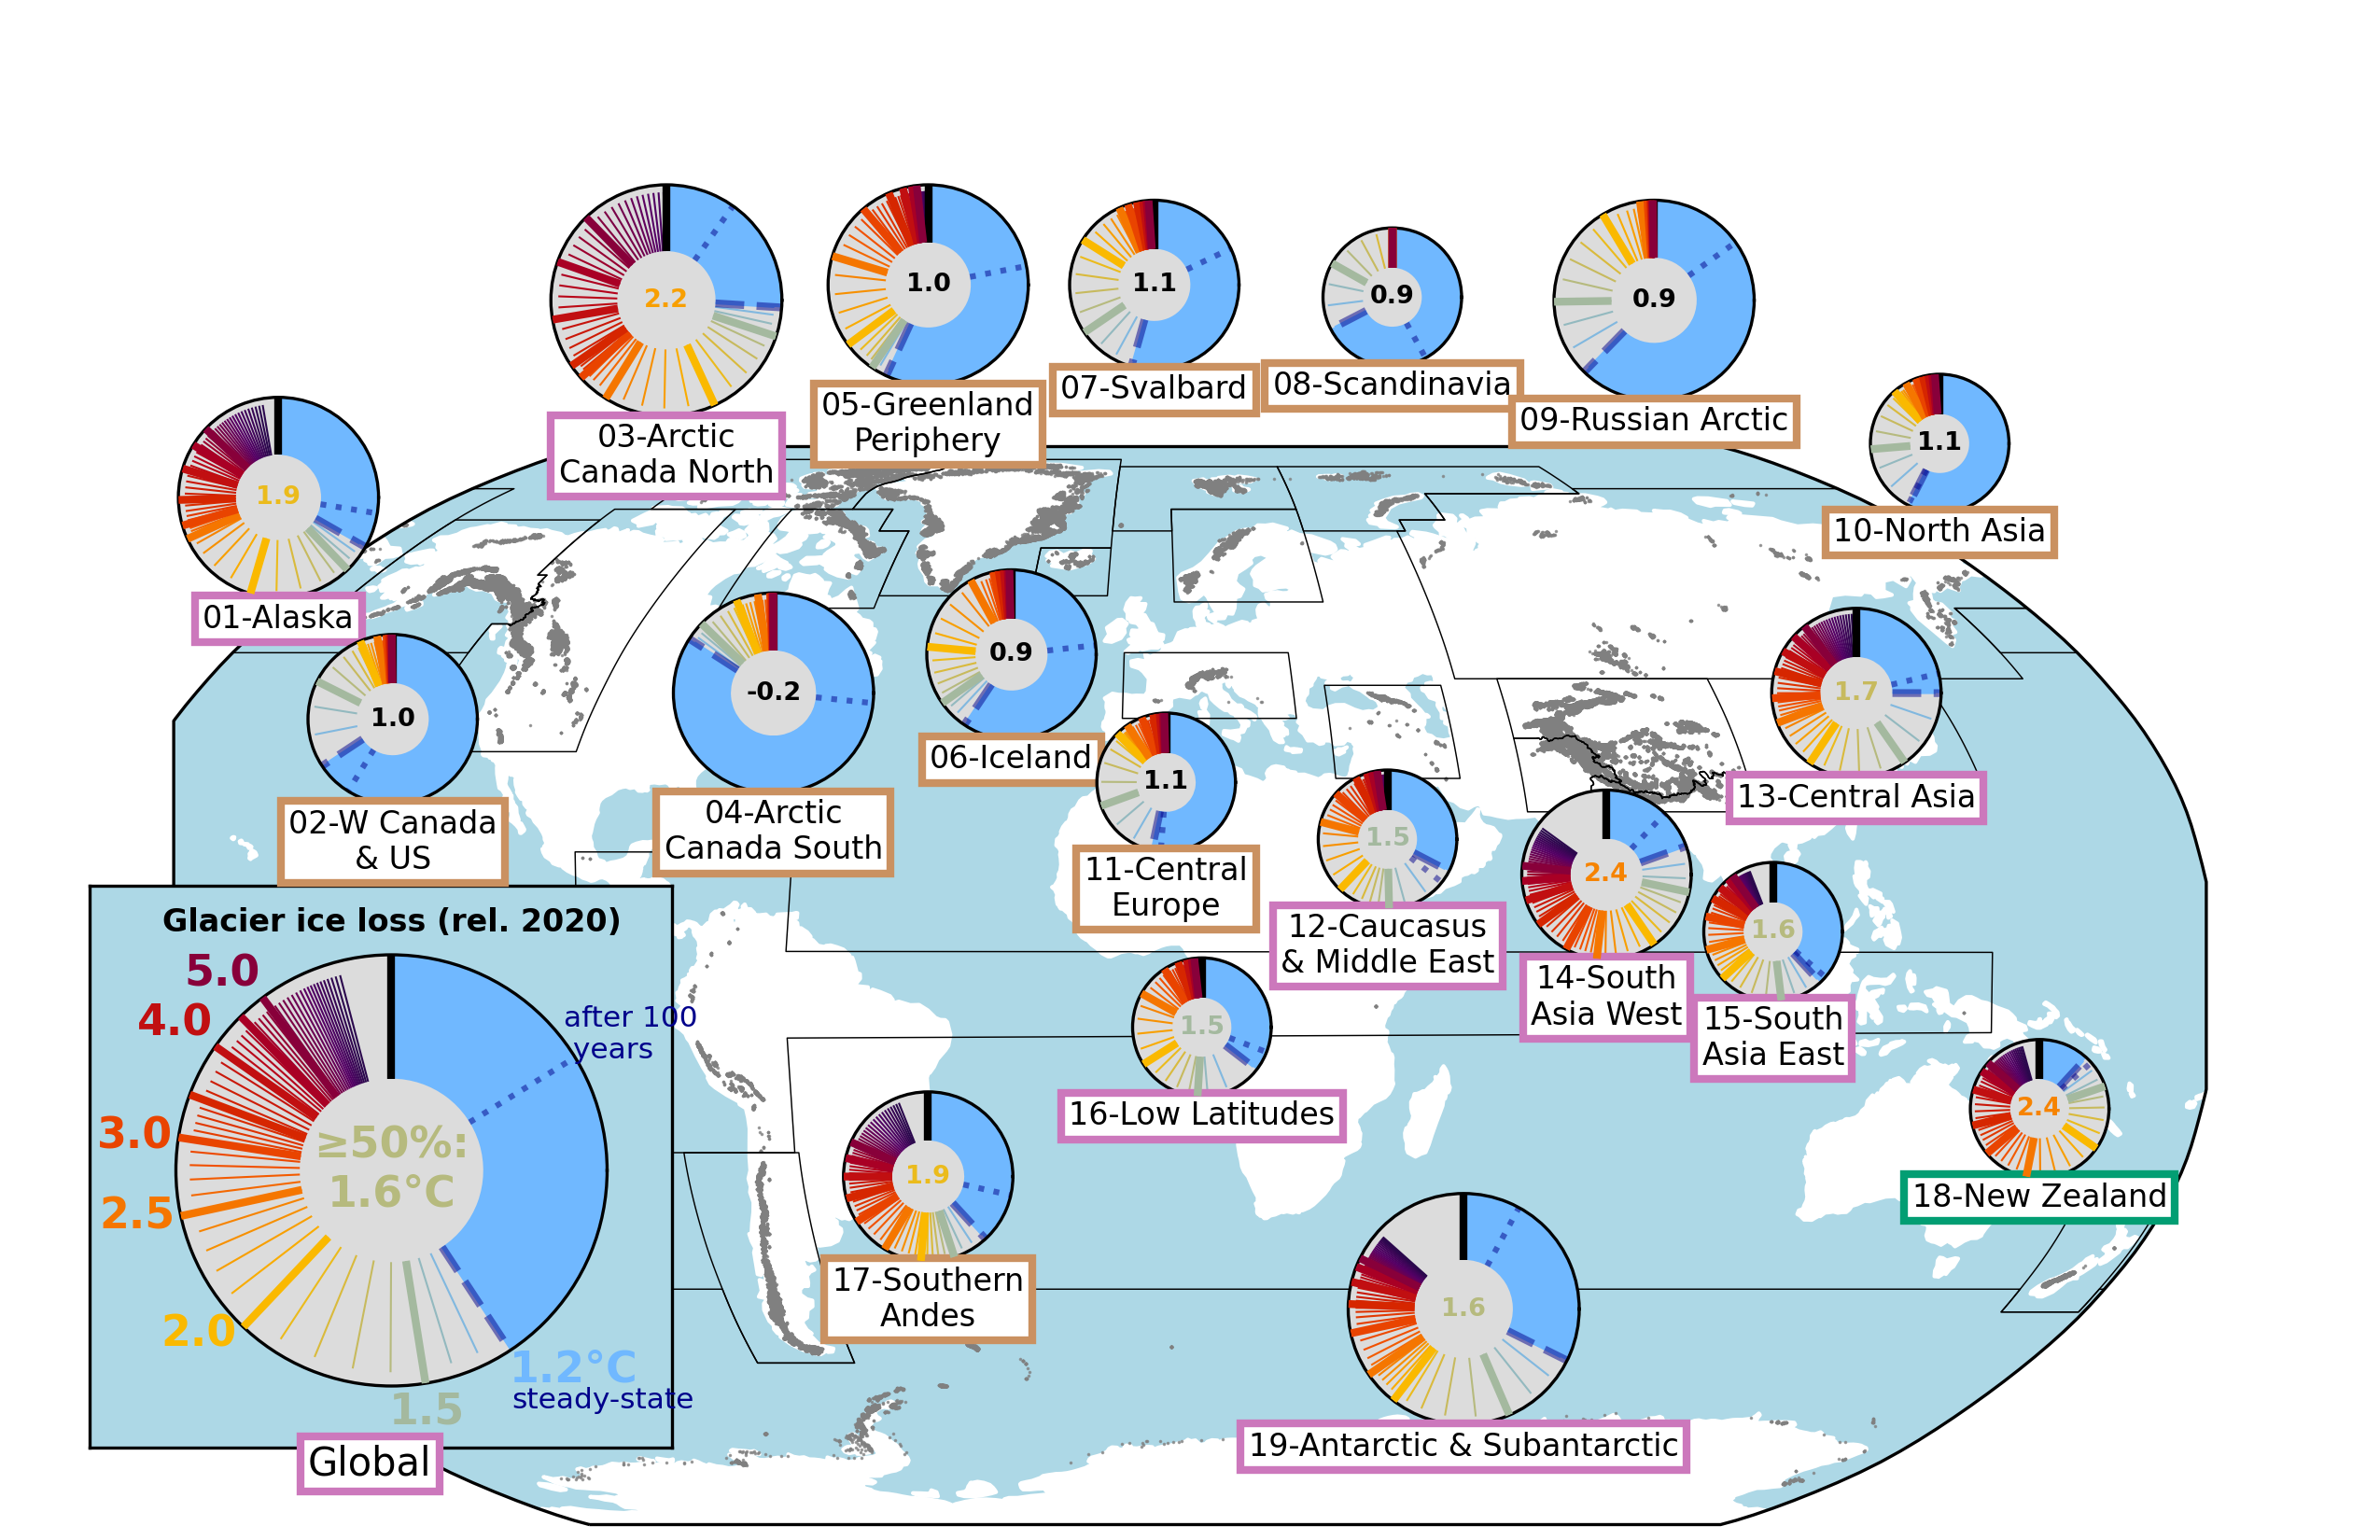 2.2
1.0
1.1
0.9
0.9
1.1
03-Arctic
Canada North
05-Greenland
Periphery
07-Svalbard
08-Scandinavia
09-Russian Arctic
10-North Asia
1.9
01-Alaska
1.0
02-W Canada
& US
-0.2
04-Arctic
Canada South
0.9
06-Iceland
1.1
11-Central
Europe
1.5
12-Caucasus
& Middle East
1.7
13-Central Asia
2.4
14-South
Asia West
1.6
15-South
Asia East
1.5
16-Low Latitudes
1.9
17-Southern
Andes
2.4
18-New Zealand
1.6
19-Antarctic & Subantarctic
Glacier ice loss (rel. 2020)
5.0
4.0
3.0
2.5
2.0
1.5
1.2°C
steady-state
after 100
years
≥50%:
1.6°C
Global